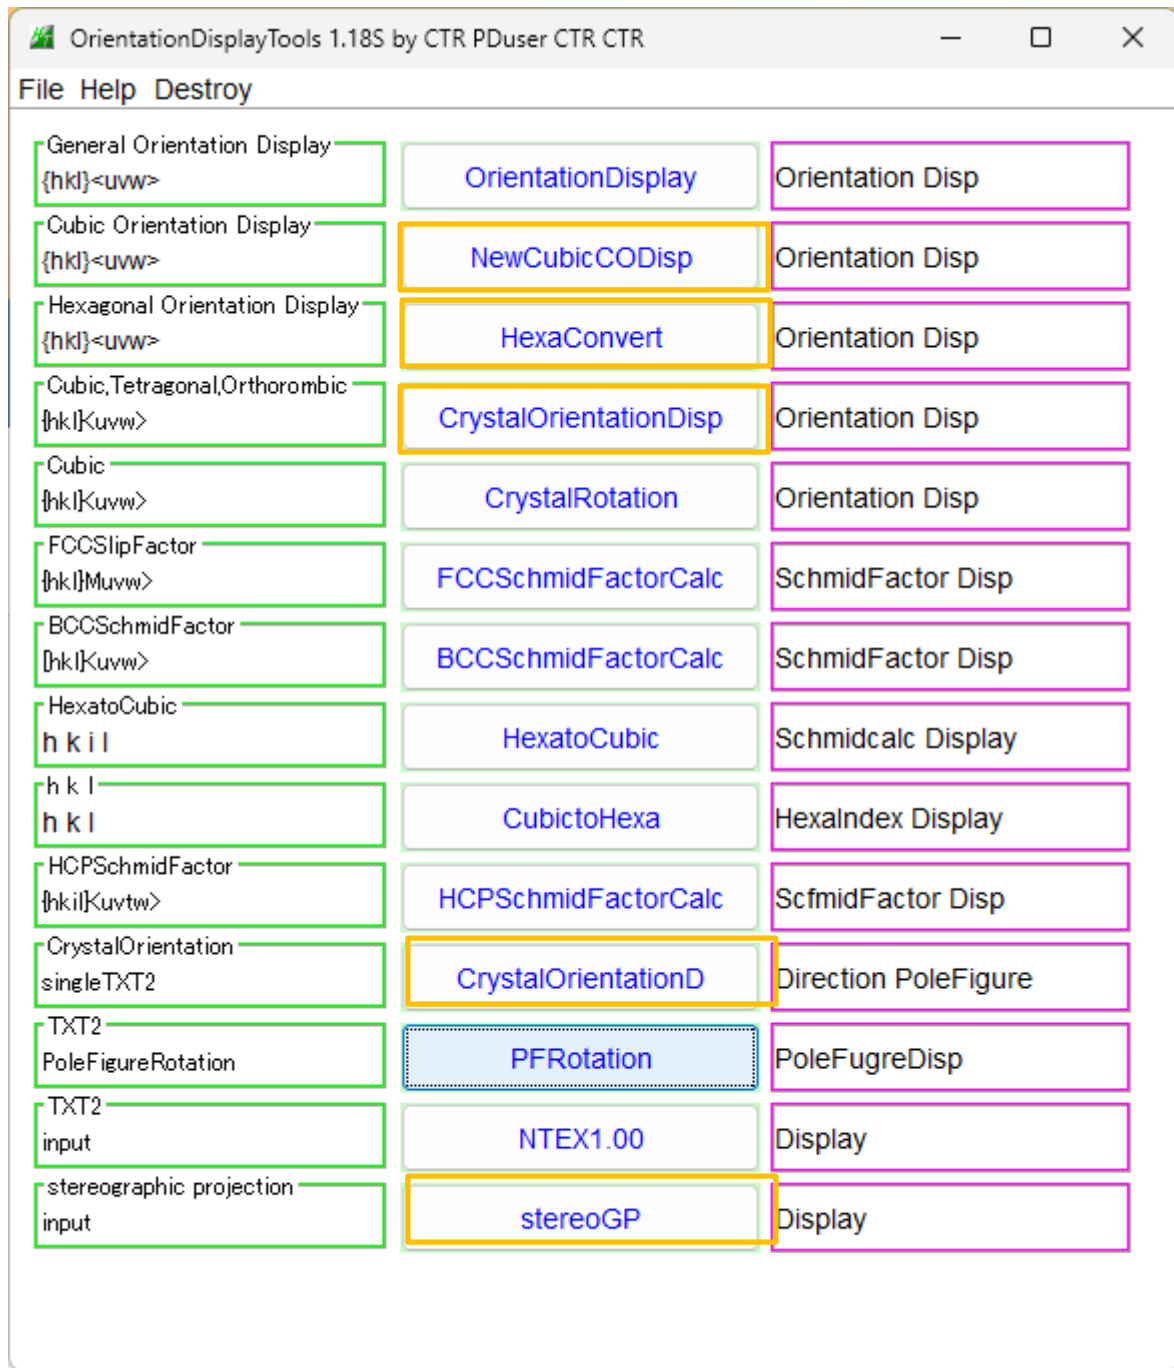 OrientationDisplayTools 1.18S by CTR PDuser CTR CTR
File Help Destroy
General Orientation Display
{hkl}<uvw>
OrientationDisplay
Orientation Disp
Cubic Orientation Display
{hkl}<uvw>
NewCubicCODisp
Orientation Disp
Hexagonal Orientation Display
{hkl}<uvw>
HexaConvert
Orientation Disp
Cubic,Tetragonal,Orthorombic
{hkl}<uvw>
CrystalOrientationDisp
Orientation Disp
Cubic
{hkl}<uvw>
CrystalRotation
Orientation Disp
FCCSlipFactor
{hkl}Muvw>
FCCSchmidFactorCalc
SchmidFactor Disp
BCCSchmidFactor
[hkl}<uvw>
BCCSchmidFactorCalc
SchmidFactor Disp
HexatoCubic
h k i l
HexatoCubic
Schmidcalc Display
h k l
h k l
CubictoHexa
HexaIndex Display
HCPSchmidFactor
{hkil}<uvtw>
HCPSchmidFactorCalc
ScfmidFactor Disp
CrystalOrientation
singleTXT2
CrystalOrientationD
Direction PoleFigure
TXT2
PoleFigureRotation
PFRotation
PoleFugreDisp
TXT2
input
NTEX1.00
Display
stereographic projection
input
stereoGP
Display